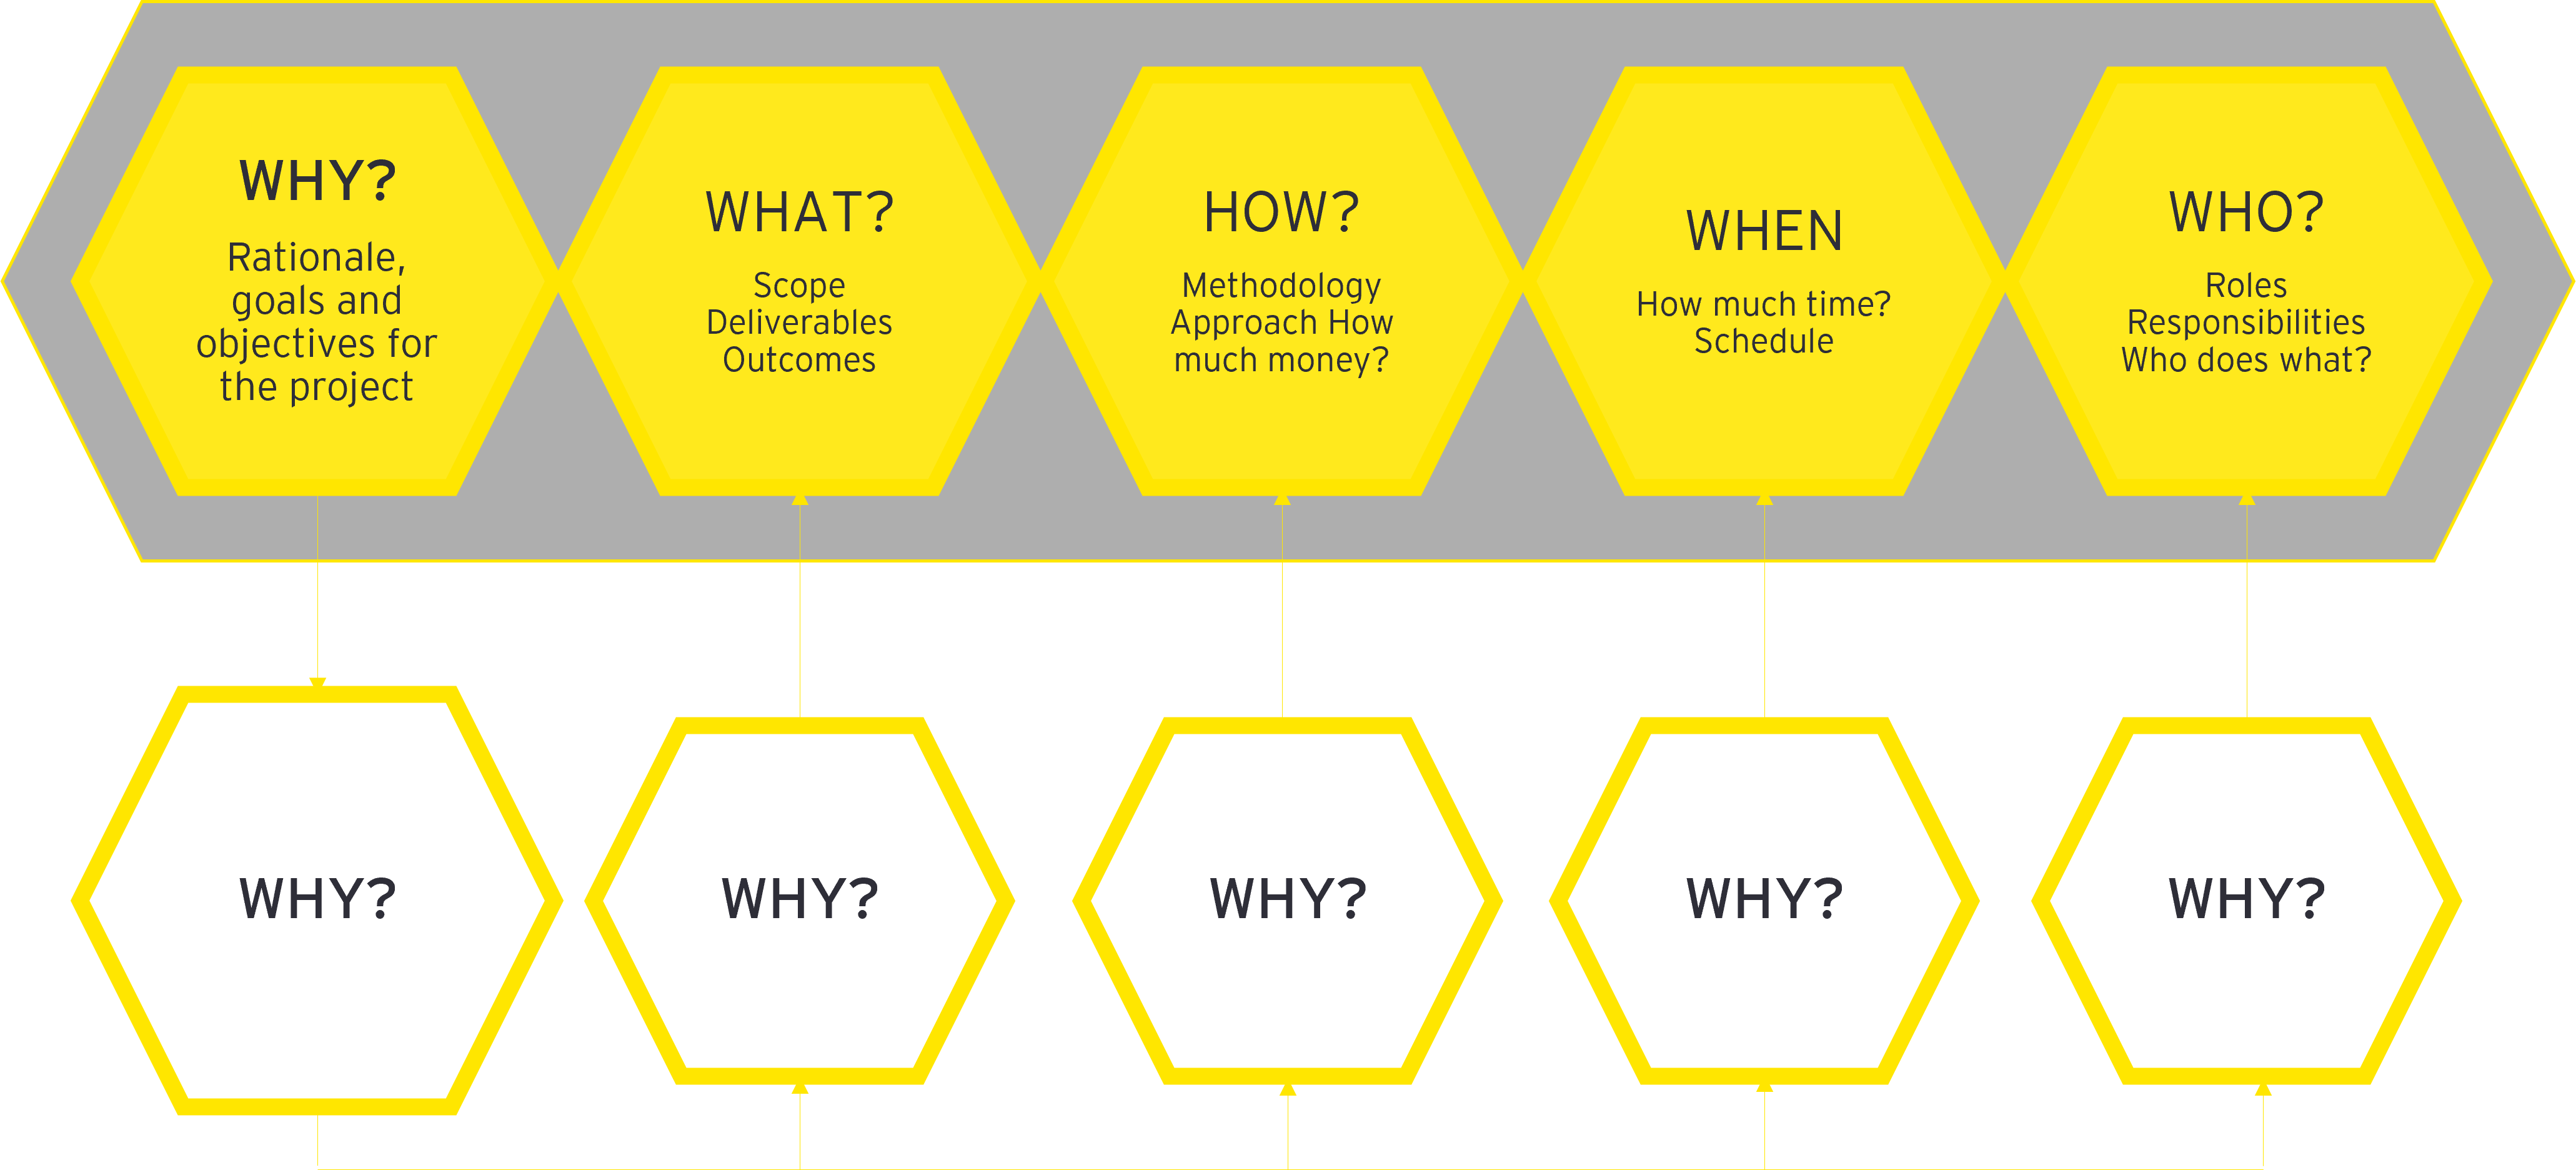 WHY?
Rationale,
goals and
objectives for
the project
WHAT?
Scope
Deliverables
Outcomes
HOW?
Methodology
Approach How
much money?
WHEN
How much time?
Schedule
WHO?
Roles
Responsibilities
Who does what?
WHY?
WHY?
WHY?
WHY?
WHY?